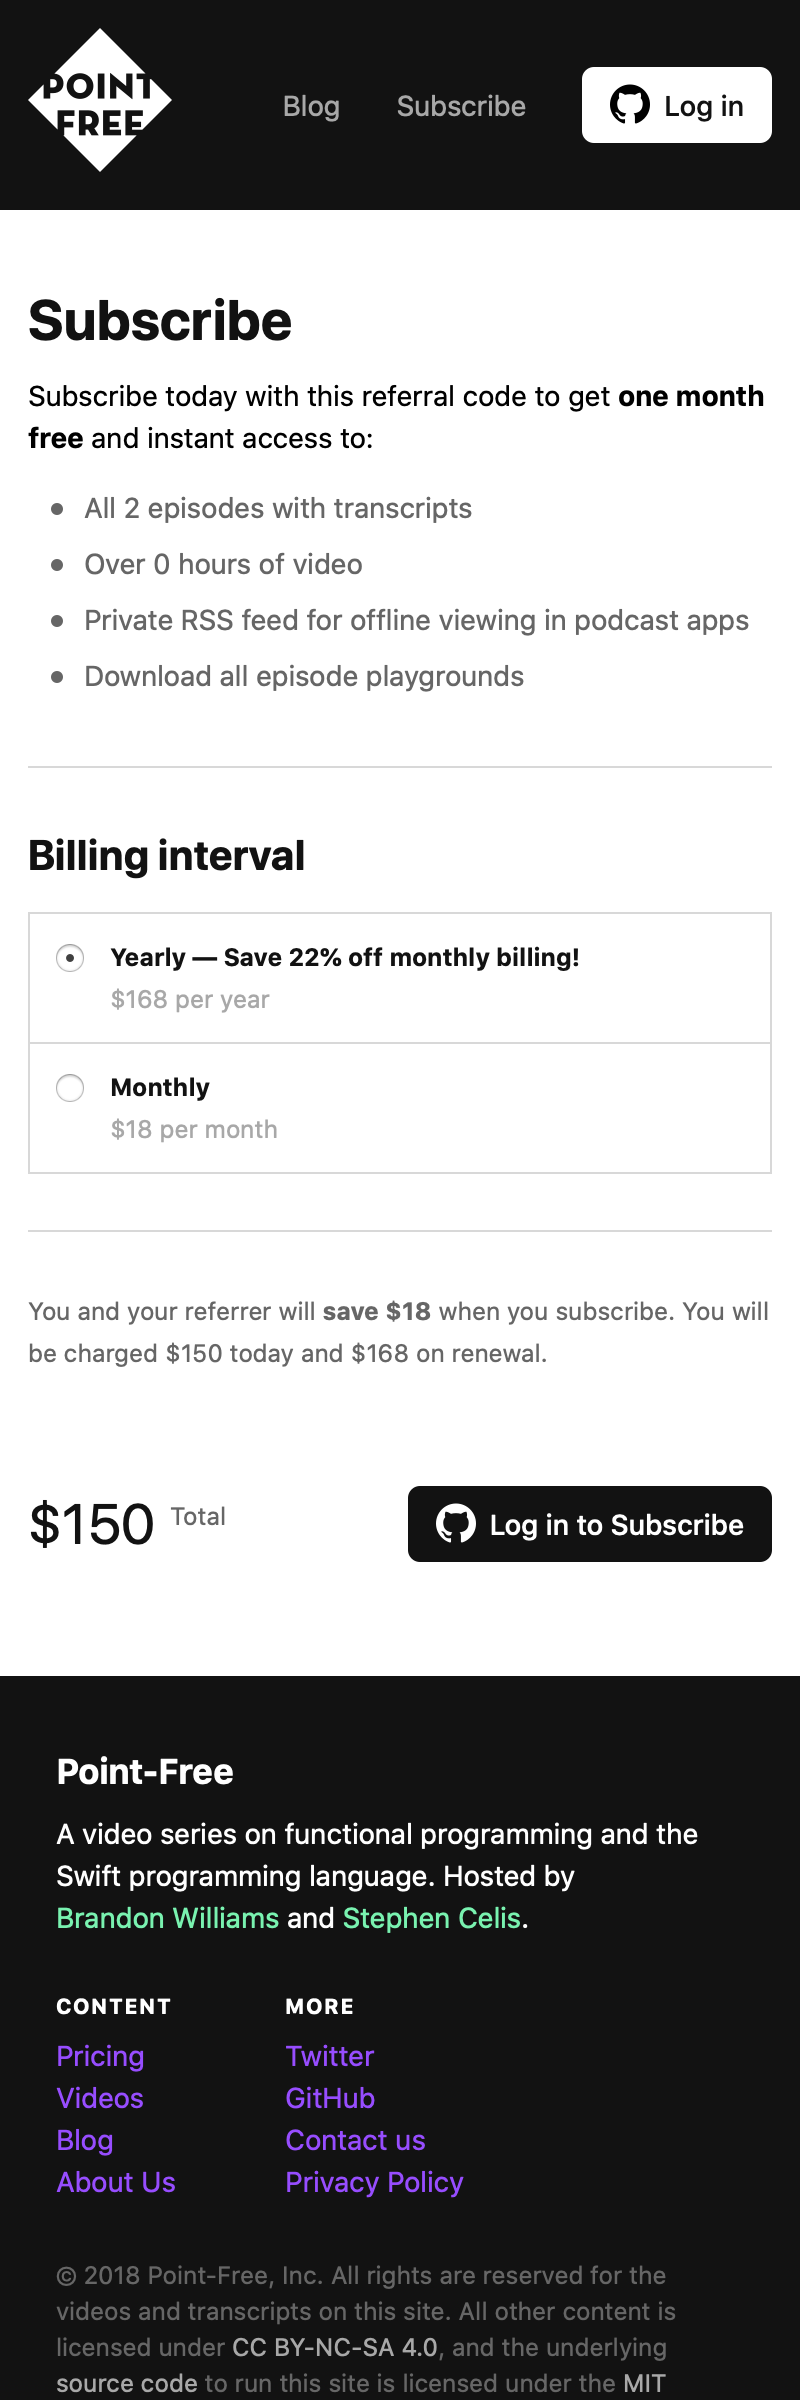 POINT
FREE
Blog
Subscribe
Log in
Subscribe
Subscribe today with this referral code to get one month
free and instant access to:
All 2 episodes with transcripts
Over 0 hours of video
Private RSS feed for offline viewing in podcast apps
Download all episode playgrounds
Billing interval
Yearly — Save 22% off monthly billing!
$168 per year
Monthly
$18 per month
You and your referrer will save $18 when you subscribe. You will
be charged $150 today and $168 on renewal.
$150 Total
Log in to Subscribe
Point-Free
A video series on functional programming and the
Swift programming language. Hosted by
Brandon Williams and Stephen Celis.
CONTENT
Pricing
Videos
Blog
About Us
MORE
Twitter
GitHub
Contact us
Privacy Policy
© 2018 Point-Free, Inc. All rights are reserved for the
videos and transcripts on this site. All other content is
licensed under CC BY-NC-SA 4.0, and the underlying
source code to run this site is licensed under the MIT